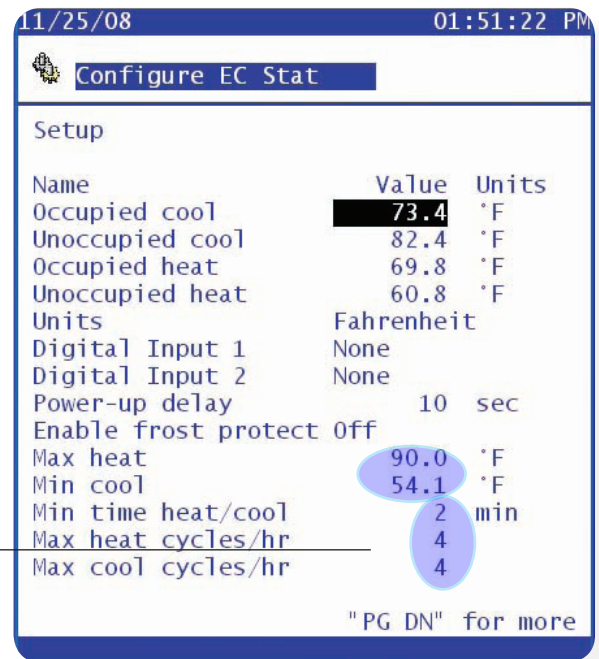 11/25/08 01:51:22 PM
Configure EC Stat
Setup
Name Value Units
Occupied cool 73.4 °F
Unoccupied cool 82.4 °F
Occupied heat 69.8 °F
Unoccupied heat 60.8 °F
Units Fahrenheit
Digital Input 1 None
Digital Input 2 None
Power-up delay 10 sec
Enable frost protect Off
Max heat 90.0 °F
Min cool 54.1 °F
Min time heat/cool 2 min
Max heat cycles/hr 4
Max cool cycles/hr 4
"PG DN" for more